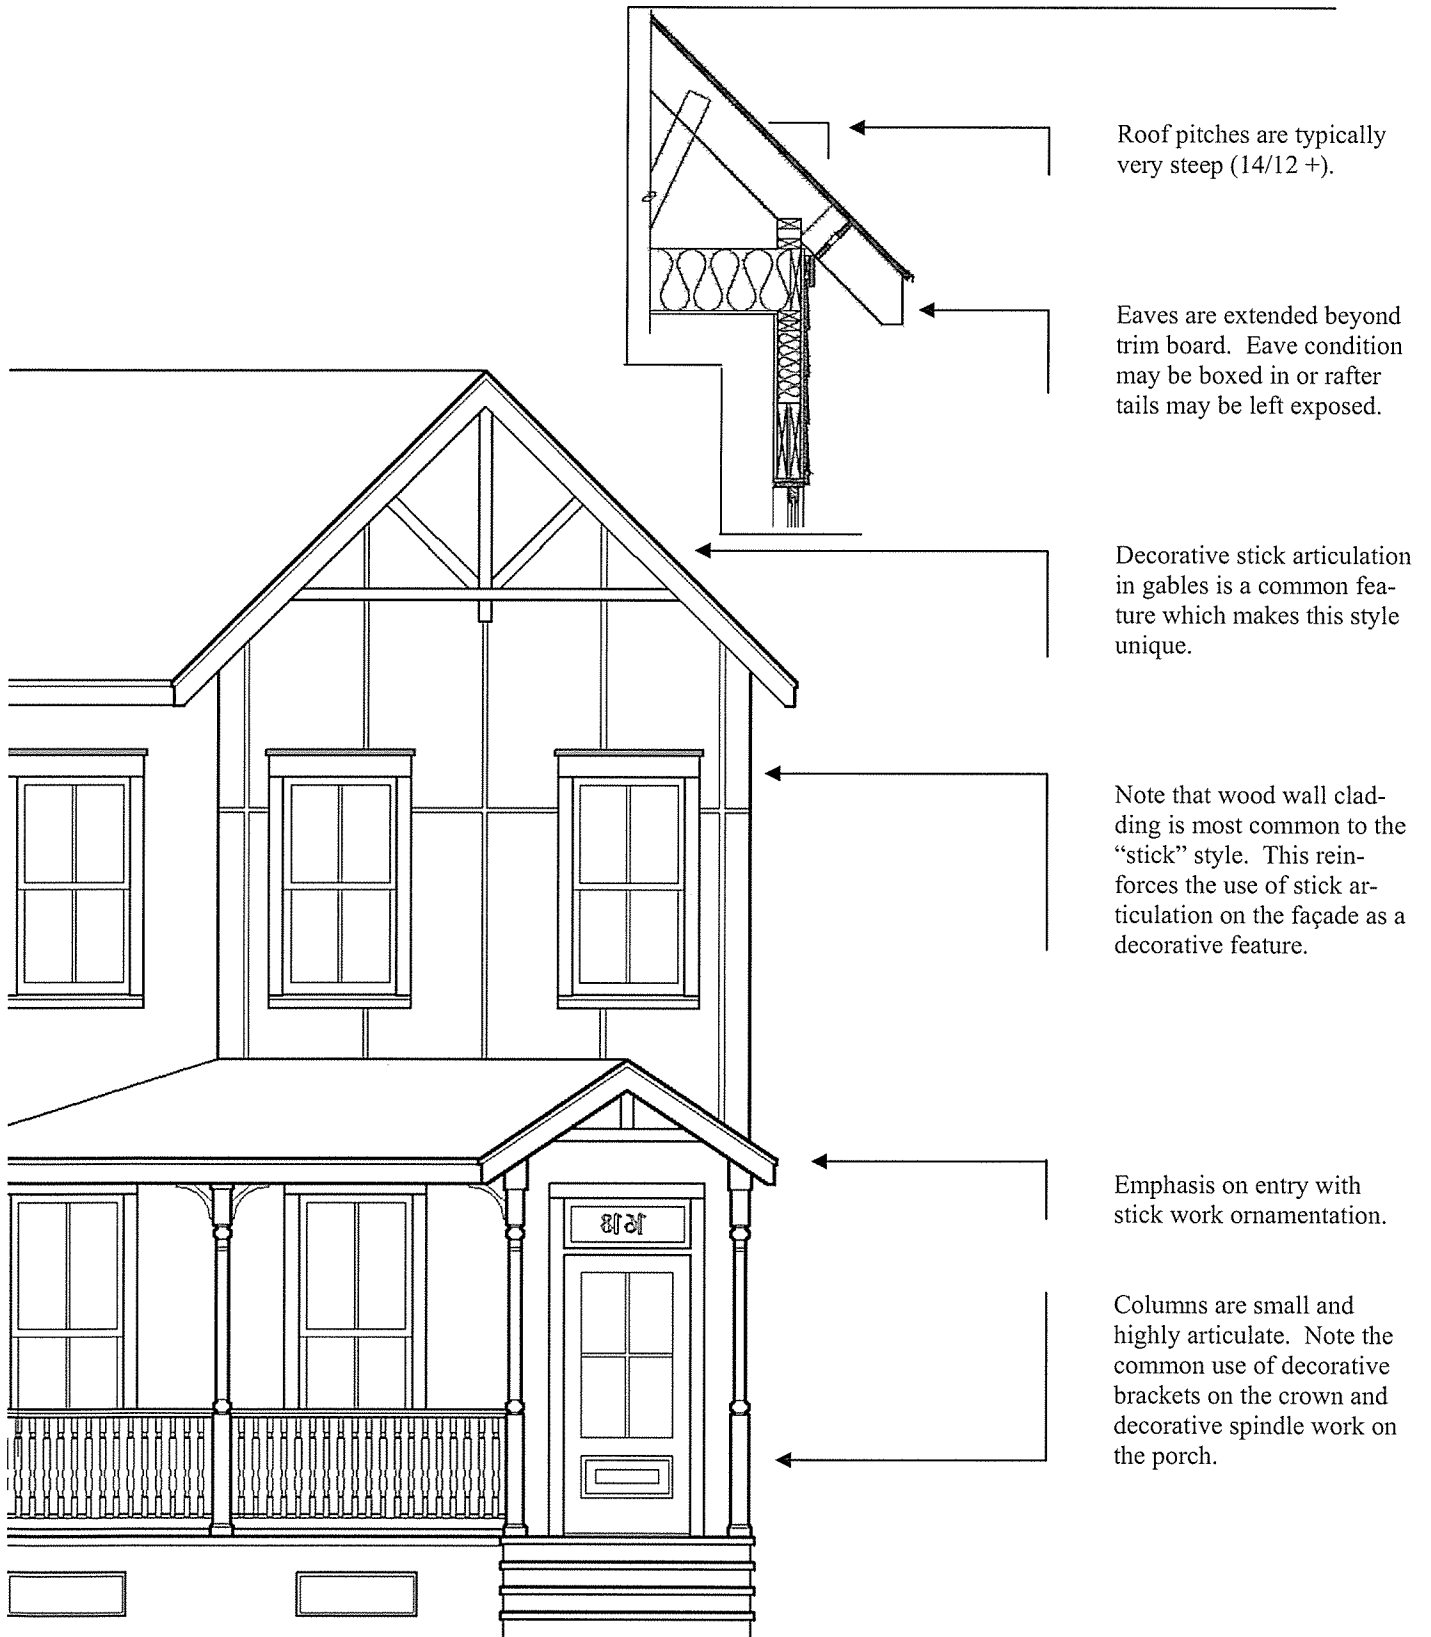 Roof pitches are typically
very steep (14/12 +).
Eaves are extended beyond
trim board.  Eave condition
may be boxed in or rafter
tails may be left exposed.
Decorative stick articulation
in gables is a common fea-
ture which makes this style
unique.
Note that wood wall clad-
ding is most common to the
“stick” style.  This rein-
forces the use of stick ar-
ticulation on the façade as a
decorative feature.
Emphasis on entry with
stick work ornamentation.
1618
Columns are small and
highly articulate.  Note the
common use of decorative
brackets on the crown and
decorative spindle work on
the porch.